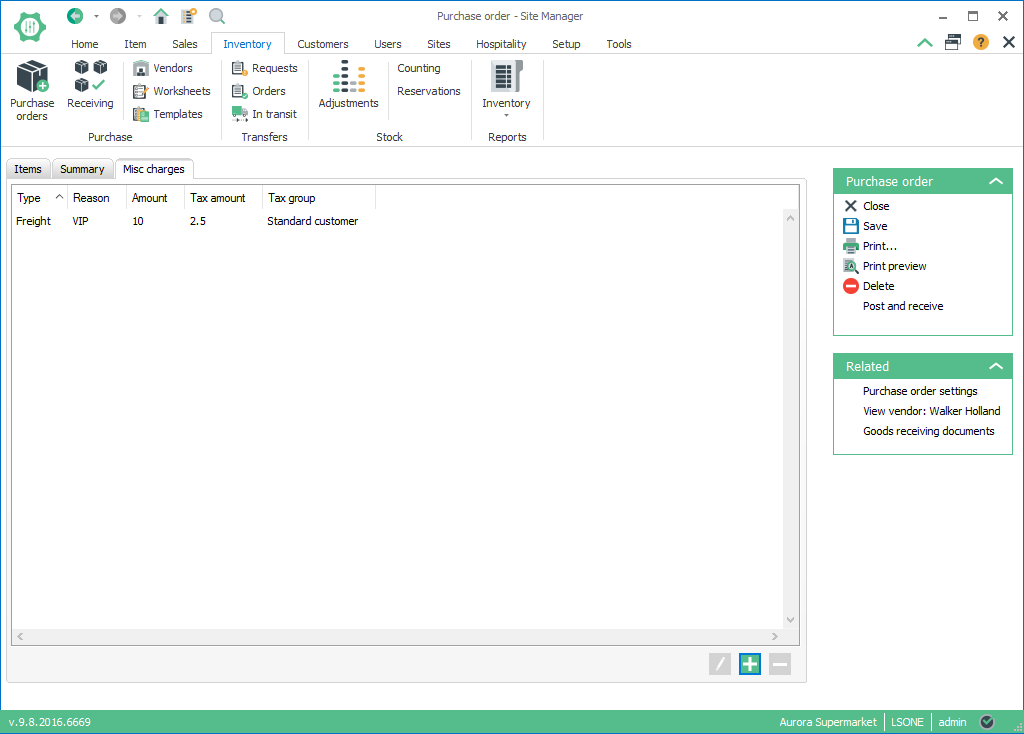 Purchase order - Site Manager
Home Item Sales Inventory Customers Users Sites Hospitality Setup Tools
Purchase orders
Receiving
Vendors
Worksheets
Templates
Purchase
Requests
Orders
In transit
Transfers
Adjustments
Counting
Reservations
Stock
Inventory
Reports
Items Summary Misc charges
Type Reason Amount Tax amount Tax group
Freight VIP 10 2.5 Standard customer
Purchase order
Close
Save
Print...
Print preview
Delete
Post and receive
Related
Purchase order settings
View vendor: Walker Holland
Goods receiving documents
v.9.8.2016.6669
Aurora Supermarket LSONE admin